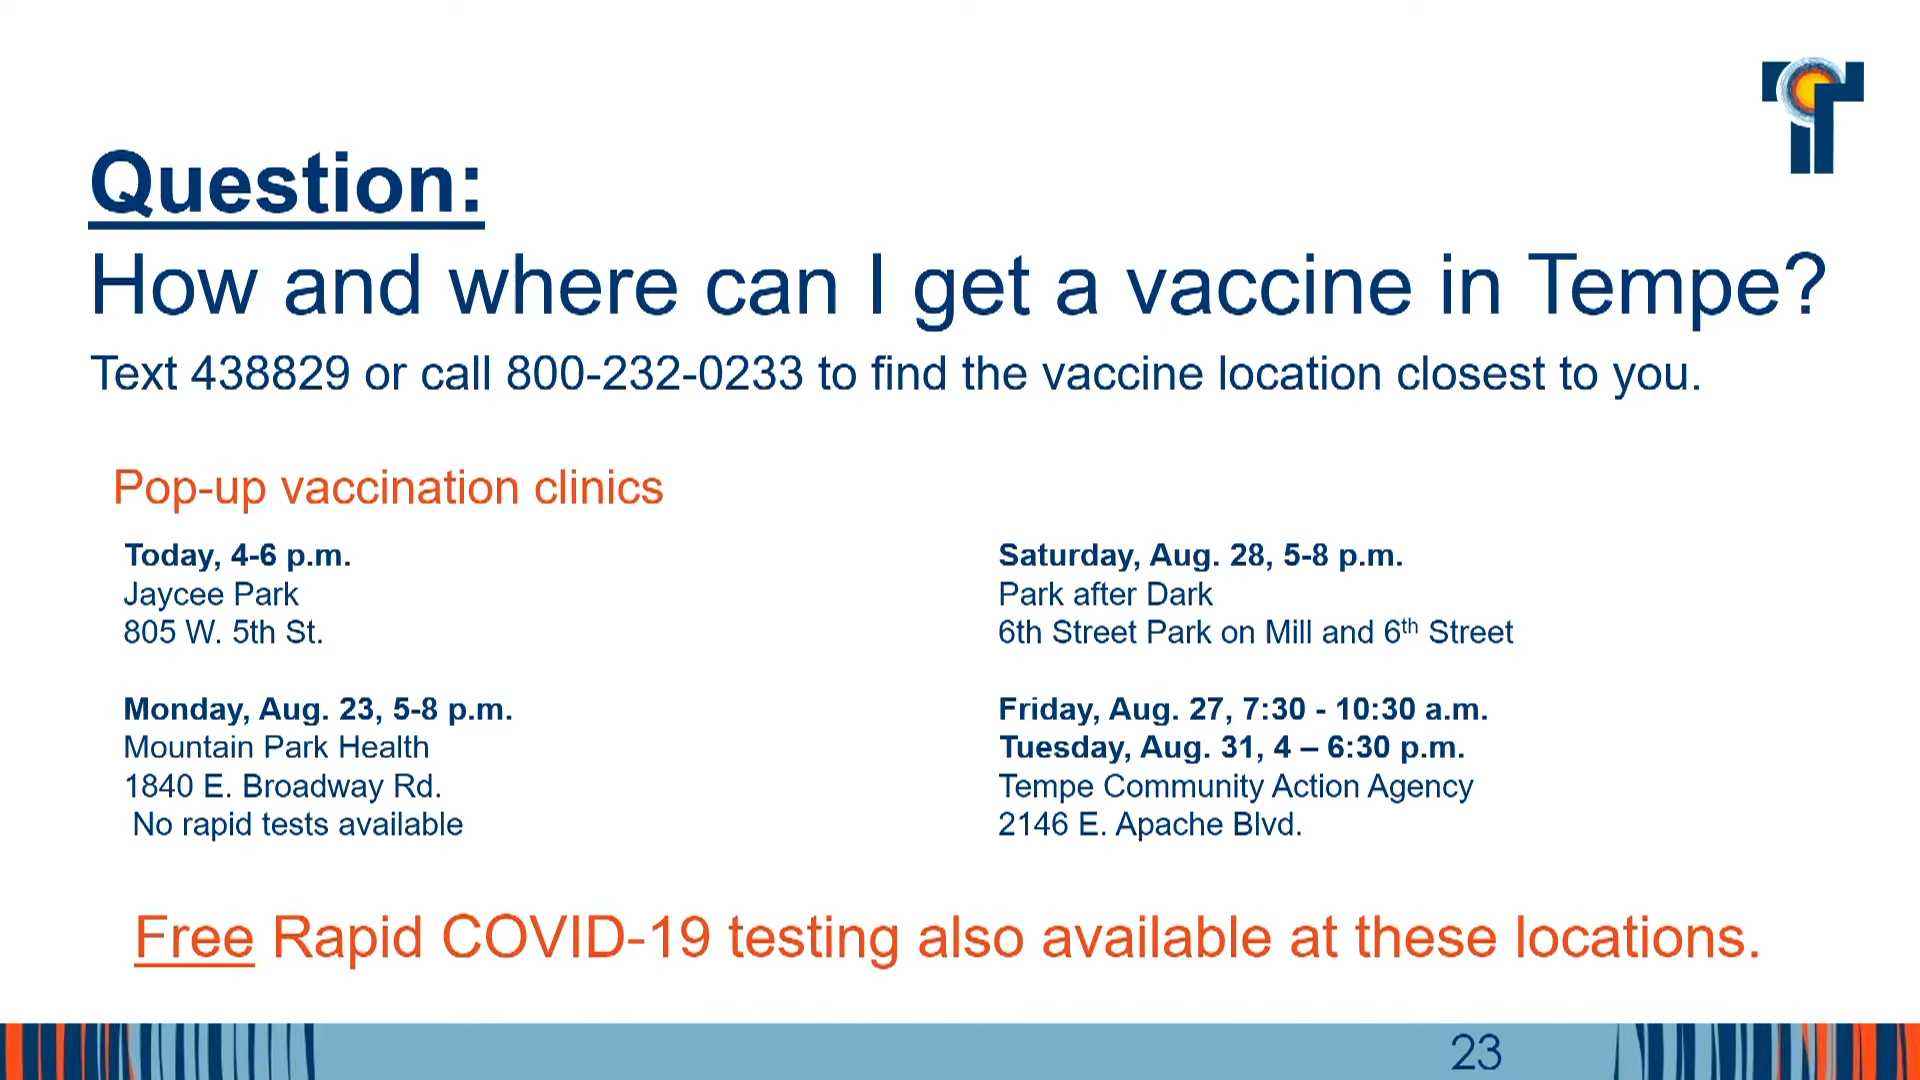 Question:
How and where can I get a vaccine in Tempe?
Text 438829 or call 800-232-0233 to find the vaccine location closest to you.
Pop-up vaccination clinics
Today, 4-6 p.m.
Jaycee Park
805 W. 5th St.
Monday, Aug. 23, 5-8 p.m.
Mountain Park Health
1840 E. Broadway Rd.
No rapid tests available
Saturday, Aug. 28, 5-8 p.m.
Park after Dark
6th Street Park on Mill and 6th Street
Friday, Aug. 27, 7:30 - 10:30 a.m.
Tuesday, Aug. 31, 4 – 6:30 p.m.
Tempe Community Action Agency
2146 E. Apache Blvd.
Free Rapid COVID-19 testing also available at these locations.
23